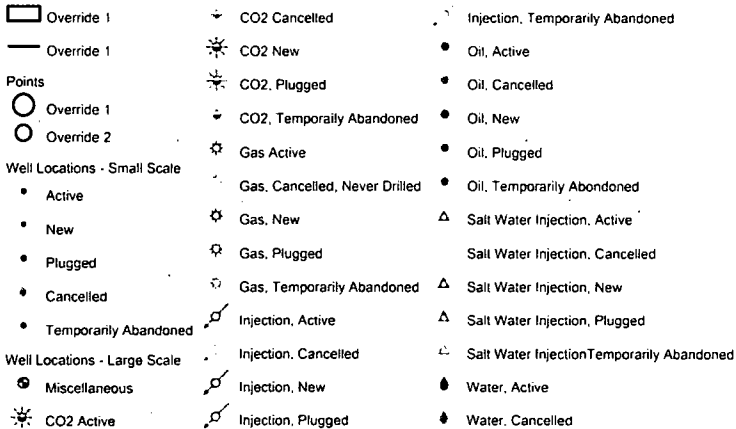 Override 1
Override 1
Points
Override 1
Override 2
Well Locations - Small Scale
Active
New
Plugged
Cancelled
Temporarily Abandoned
Well Locations - Large Scale
Miscellaneous
CO2 Active
CO2 Cancelled
CO2 New
CO2, Plugged
CO2, Temporaily Abandoned
Gas Active
Gas, Cancelled, Never Drilled
Gas, New
Gas, Plugged
Gas, Temporarily Abandoned
Injection, Active
Injection, Cancelled
Injection, New
Injection, Plugged
Injection, Temporarily Abandoned
Oil, Active
Oil, Cancelled
Oil, New
Oil, Plugged
Oil, Temporarily Abondoned
Salt Water Injection, Active
Salt Water Injection, Cancelled
Salt Water Injection, New
Salt Water Injection, Plugged
Salt Water InjectionTemporarily Abandoned
Water, Active
Water, Cancelled